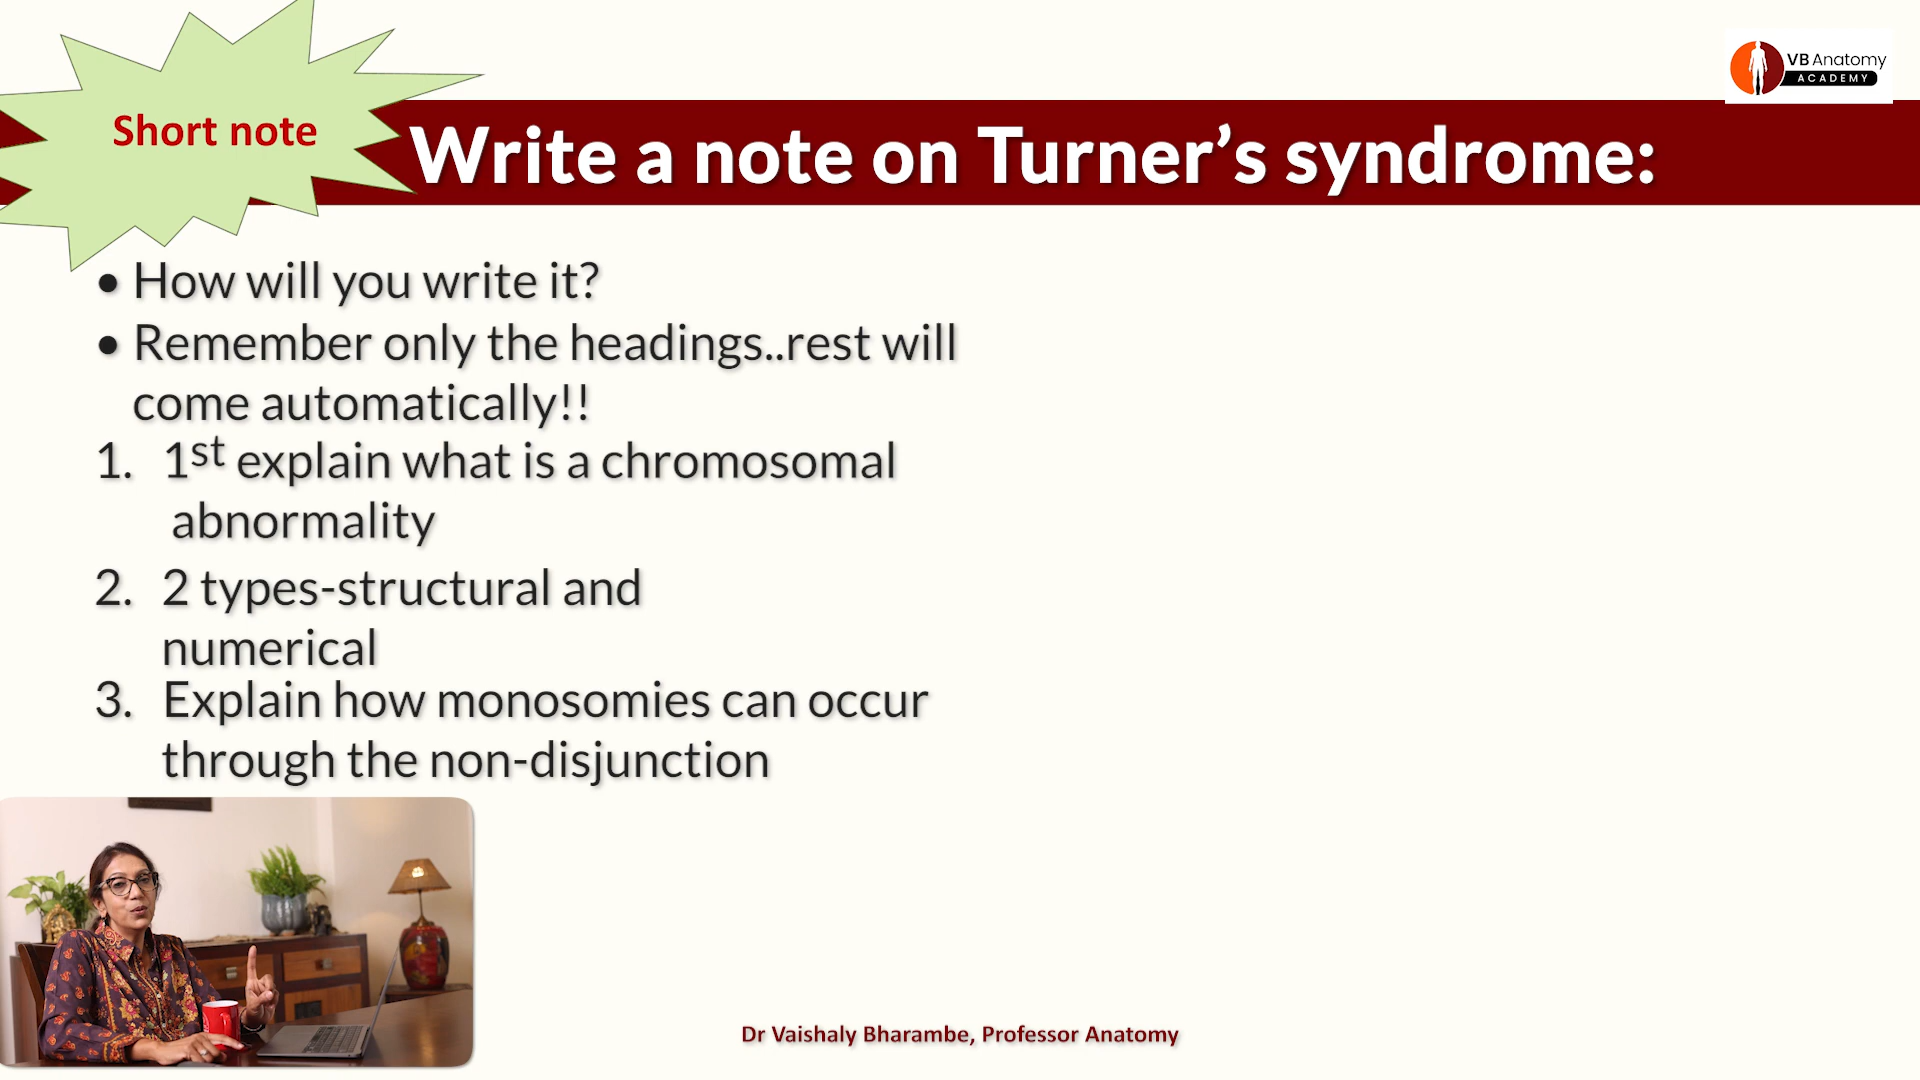 VB Anatomy
ACADEMY
Short note
Write a note on Turner’s syndrome:
• How will you write it?
• Remember only the headings..rest will
come automatically!!
1. 1st explain what is a chromosomal
abnormality
2. 2 types-structural and
numerical
3. Explain how monosomies can occur
through the non-disjunction
Dr Vaishaly Bharambe, Professor Anatomy